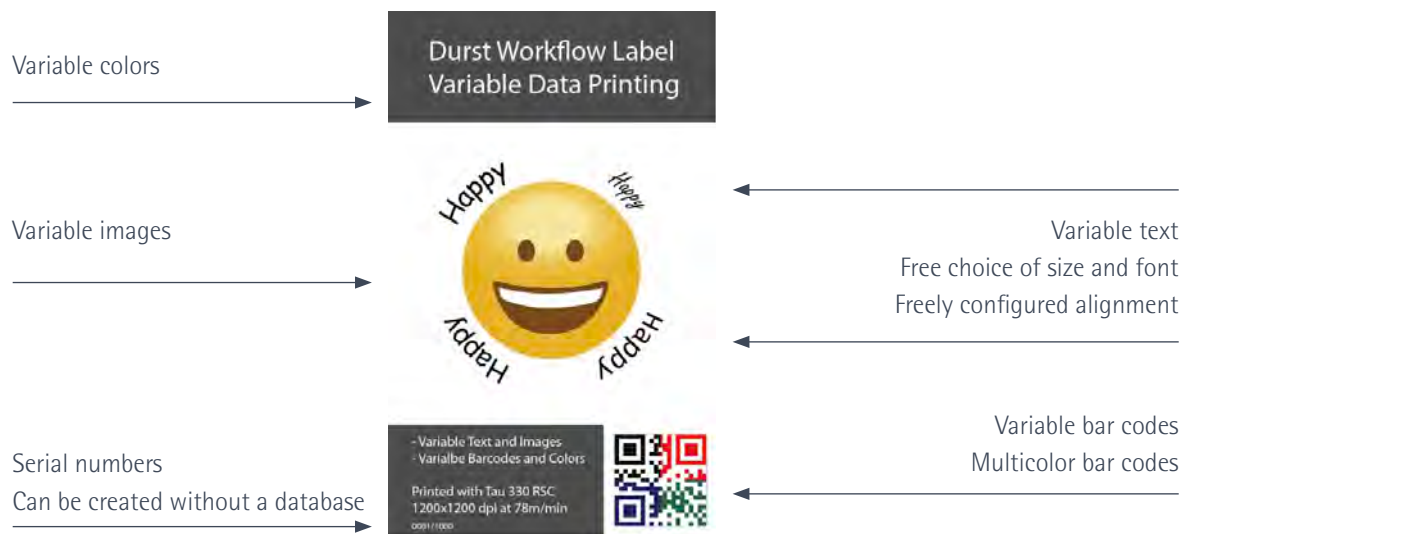 Variable colors
Durst Workflow Label
Variable Data Printing
Happy
Happy
Variable images
Variable text
Free choice of size and font
Freely configured alignment
Happy
Happy
Variable bar codes
Multicolor bar codes
- Variable Text and Images
- Varialbe Barcodes and Colors
Serial numbers
Can be created without a database
Printed with Tau 330 RSC
1200x1200 dpi at 78m/min